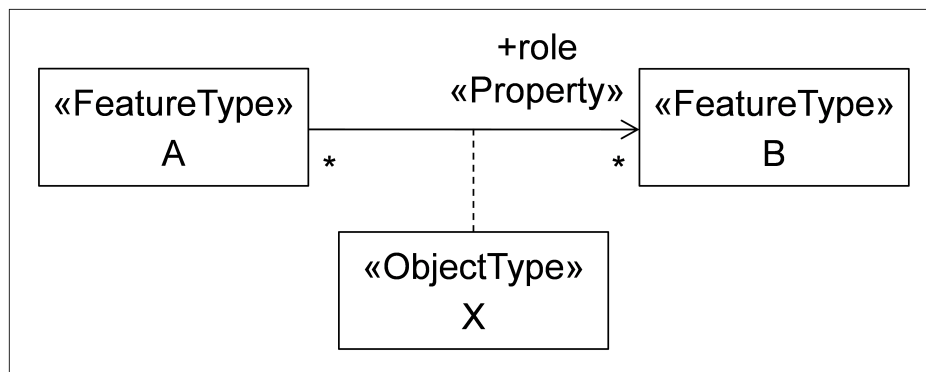 +role
«Property»
«FeatureType»
A
*
*
«FeatureType»
B
«ObjectType»
X